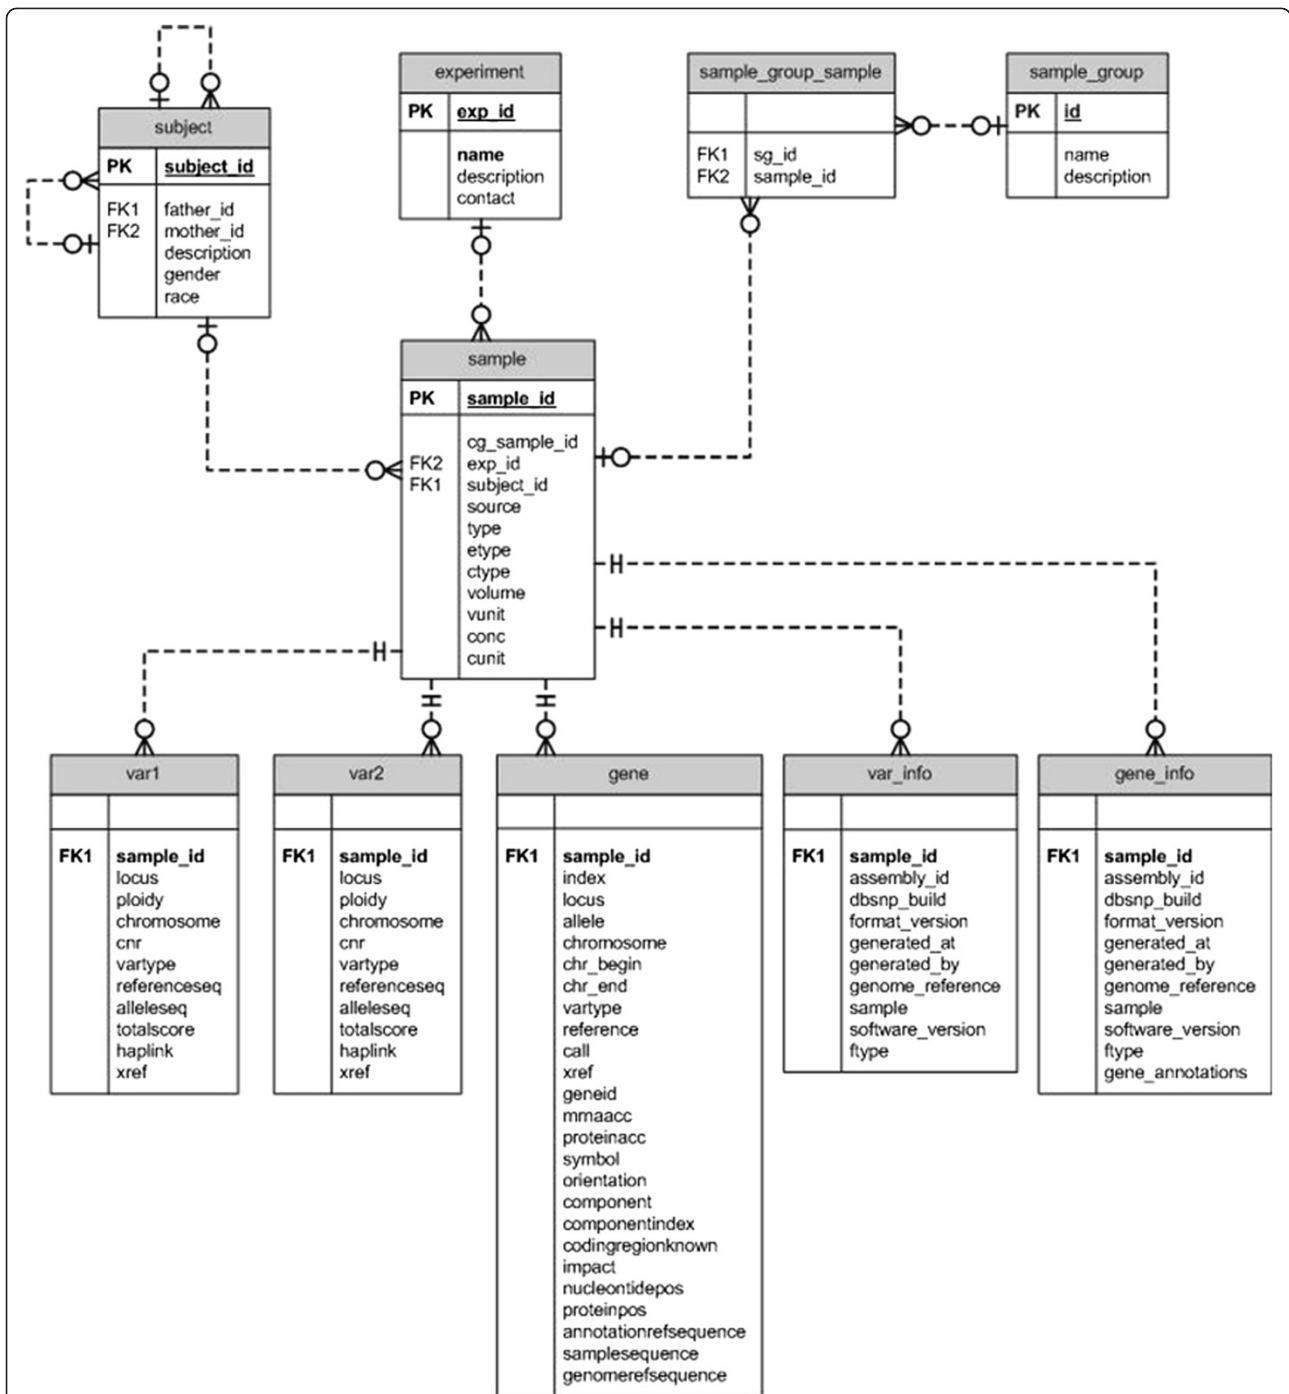 subject
PK subject_id
FK1 father_id
FK2 mother_id
description
gender
race
experiment
PK exp_id
name
description
contact
sample_group_sample
FK1 sg_id
FK2 sample_id
sample_group
PK id
name
description
sample
PK sample_id
cg_sample_id
FK2 exp_id
FK1 subject_id
source
type
etype
ctype
volume
vunit
conc
cunit
var1
FK1 sample_id
locus
ploidy
chromosome
cnr
vartype
referenceseq
alleleseq
totalscore
haplink
xref
var2
FK1 sample_id
locus
ploidy
chromosome
cnr
vartype
referenceseq
alleleseq
totalscore
haplink
xref
gene
FK1 sample_id
index
locus
allele
chromosome
chr_begin
chr_end
vartype
reference
call
xref
geneid
mrnaacc
proteinacc
symbol
orientation
component
componentindex
codingregionknown
impact
nucleontidepos
proteinpos
annotationrefsequence
samplesequence
genomerefsequence
var_info
FK1 sample_id
assembly_id
dbsnp_build
format_version
generated_at
generated_by
genome_reference
sample
software_version
ftype
gene_info
FK1 sample_id
assembly_id
dbsnp_build
format_version
generated_at
generated_by
genome_reference
sample
software_version
ftype
gene_annotations